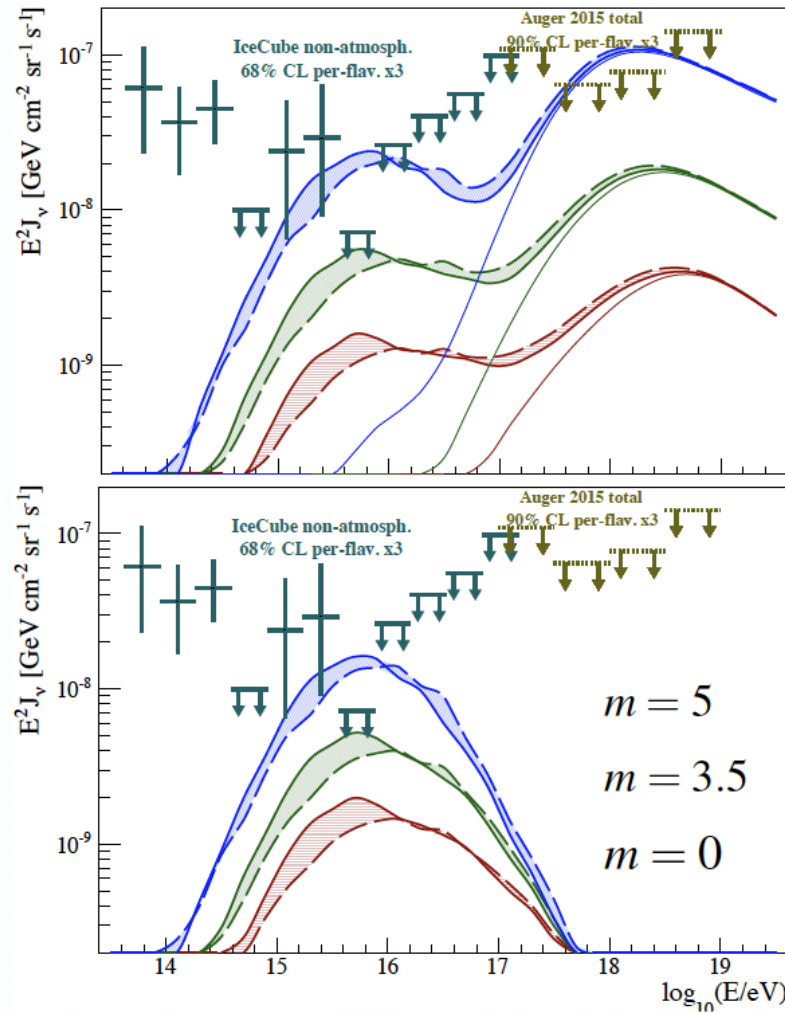 10⁻⁷
10⁻⁸
10⁻⁹
E²Jᵥ [GeV cm⁻² sr⁻¹ s⁻¹]
IceCube non-atmosph.
68% CL per-flav. x3
Auger 2015 total
90% CL per-flav. x3
10⁻⁷
10⁻⁸
10⁻⁹
E²Jᵥ [GeV cm⁻² sr⁻¹ s⁻¹]
IceCube non-atmosph.
68% CL per-flav. x3
Auger 2015 total
90% CL per-flav. x3
m = 5
m = 3.5
m = 0
14 15 16 17 18 19
log₁₀(E/eV)